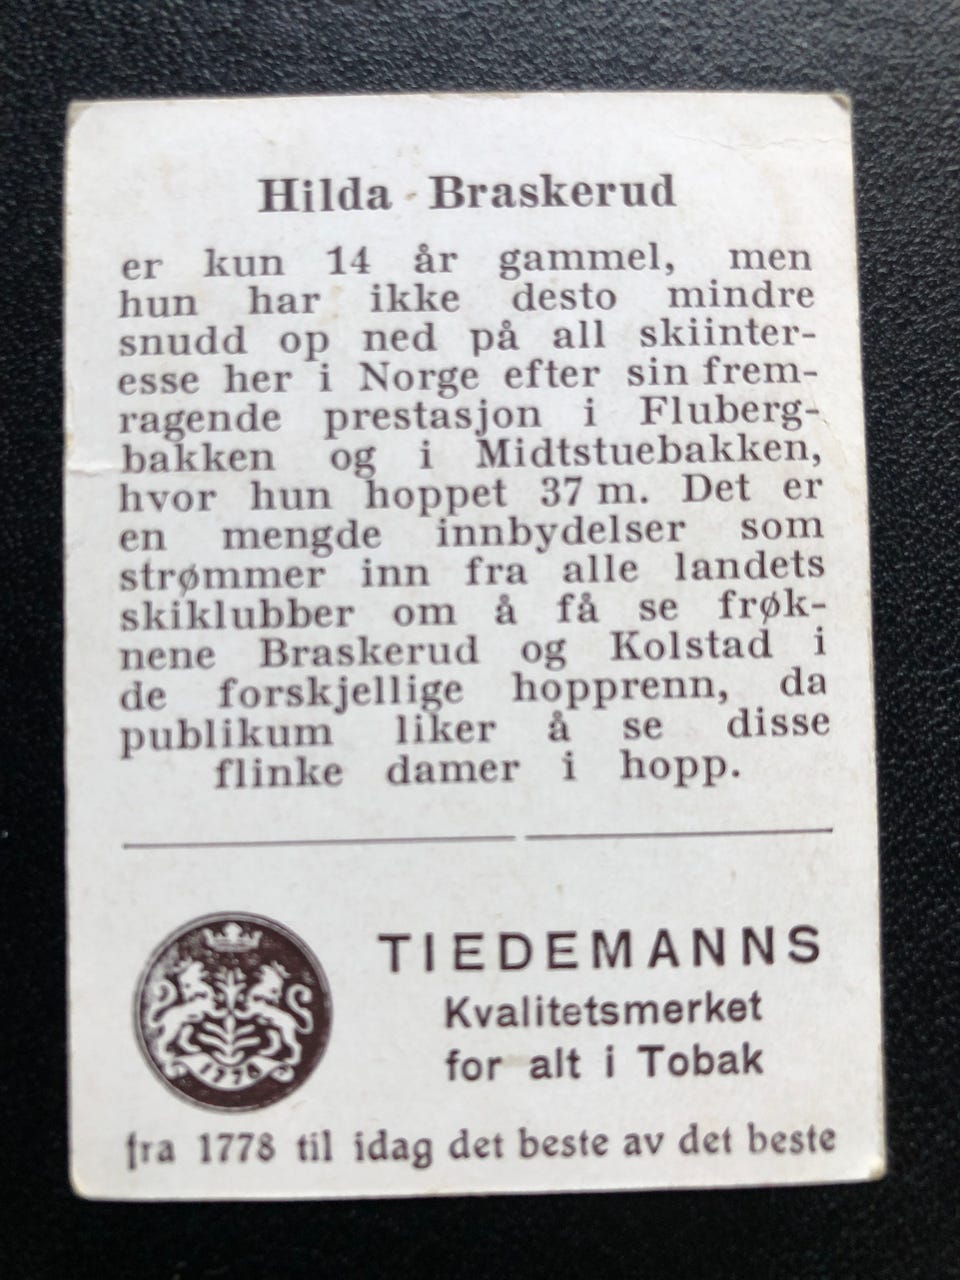 Hilda Braskerud
er kun 14 år gammel, men
hun har ikke desto mindre
snudd op ned på all skiinter-
esse her i Norge efter sin frem-
ragende prestasjon i Fluberg-
bakken og i Midtstuebakken,
hvor hun hoppet 37 m. Det er
en mengde innbydelser som
strømmer inn fra alle landets
skiklubber om å få se frøk-
nene Braskerud og Kolstad i
de forskjellige hopprenn, da
publikum liker å se disse
flinke damer i hopp.
TIEDEMANNS
Kvalitetsmerket
for alt i Tobak
1778
fra 1778 til idag det beste av det beste